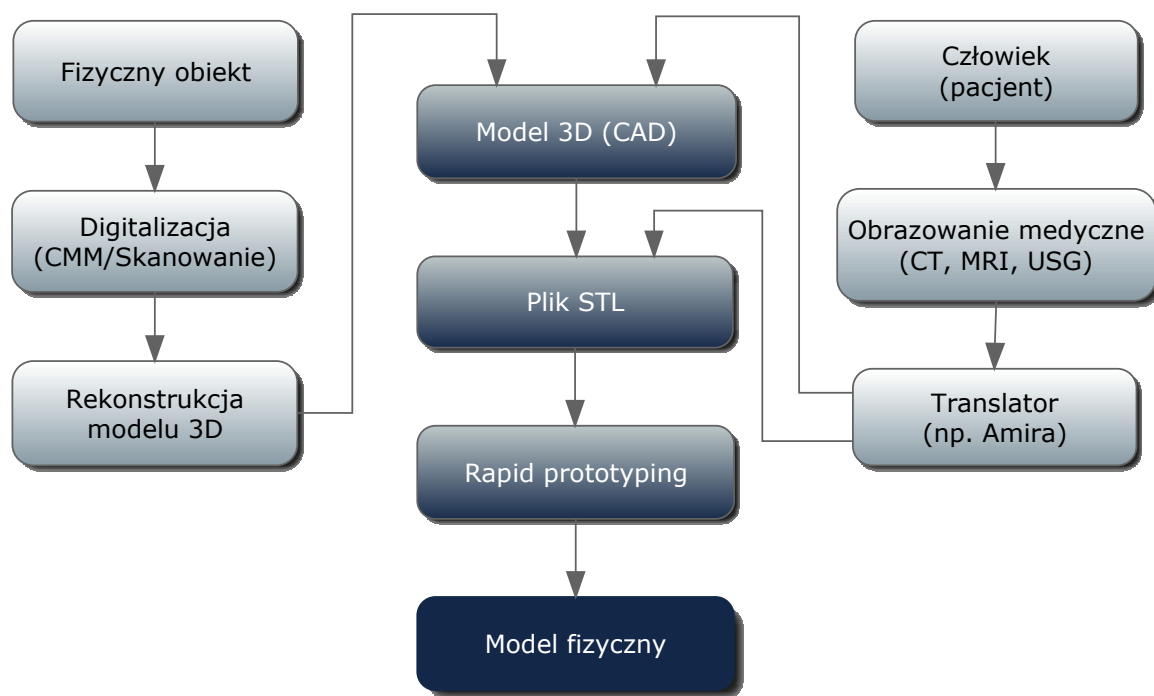 Fizyczny obiekt
Digitalizacja
(CMM/Skanowanie)
Rekonstrukcja
modelu 3D
Model 3D (CAD)
Plik STL
Rapid prototyping
Model fizyczny
Człowiek
(pacjent)
Obrazowanie medyczne
(CT, MRI, USG)
Translator
(np. Amira)